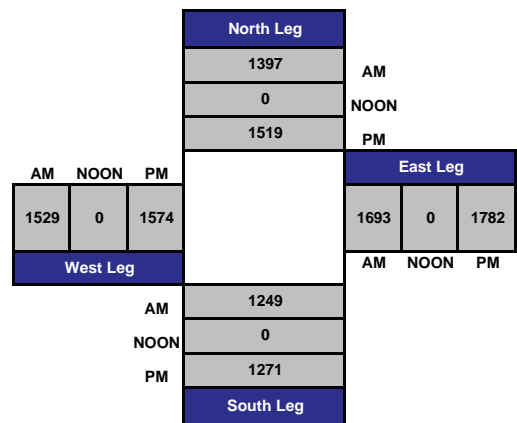 North Leg
1397
AM
0
NOON
1519
PM
AM NOON PM
East Leg
1529 0 1574
1693 0 1782
West Leg
AM NOON PM
AM
1249
NOON
0
PM
1271
South Leg